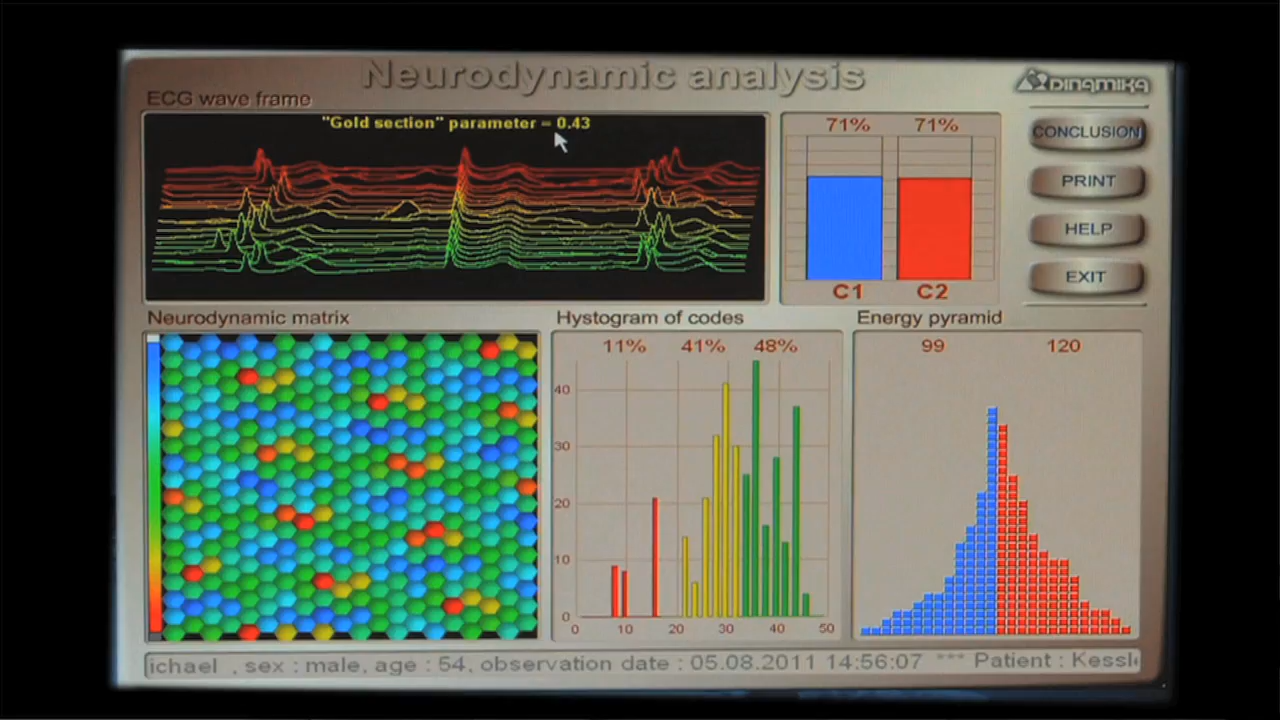 Neurodynamic analysis
DINAMIKA
ECG wave frame
"Gold section" parameter = 0.43
71% 71%
C1 C2
CONCLUSION
PRINT
HELP
EXIT
Neurodynamic matrix
Hystogram of codes
11% 41% 48%
40
30
20
10
0
0 10 20 30 40 50
Energy pyramid
99 120
ichael , sex : male, age : 54, observation date : 05.08.2011 14:56:07 *** Patient : Kessl